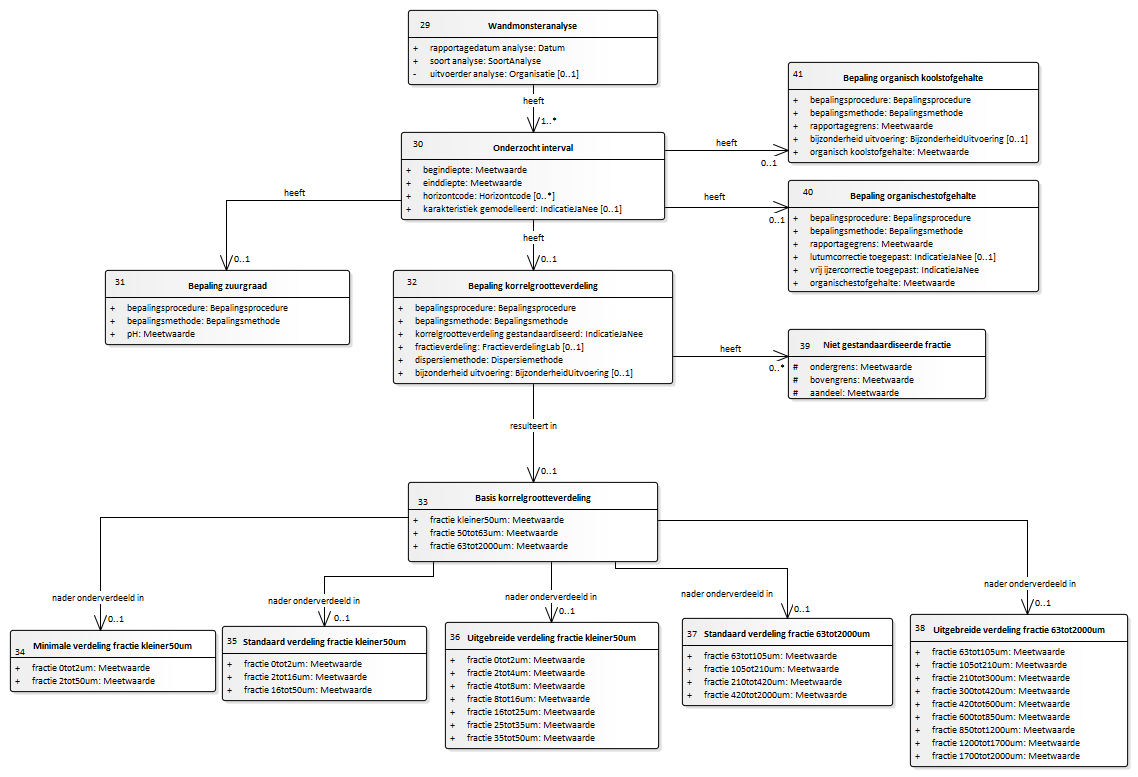 29 Wandmonsteranalyse
+ rapportagedatum analyse: Datum
+ soort analyse: SoortAnalyse
- uitvoerder analyse: Organisatie [0..1]
heeft
1..*
30 Onderzocht interval
+ begindiepte: Meetwaarde
+ einddiepte: Meetwaarde
+ horizontcode: Horizontcode [0..*]
+ karakteristiek gemodelleerd: IndicatieJaNee [0..1]
heeft
0..1
41 Bepaling organisch koolstofgehalte
+ bepalingsprocedure: Bepalingsprocedure
+ bepalingsmethode: Bepalingsmethode
+ rapportagegrens: Meetwaarde
+ bijzonderheid uitvoering: BijzonderheidUitvoering [0..1]
+ organisch koolstofgehalte: Meetwaarde
heeft
0..1
40 Bepaling organischestofgehalte
+ bepalingsprocedure: Bepalingsprocedure
+ bepalingsmethode: Bepalingsmethode
+ rapportagegrens: Meetwaarde
+ lutumcorrectie toegepast: IndicatieJaNee [0..1]
+ vrij ijzercorrectie toegepast: IndicatieJaNee
+ organischestofgehalte: Meetwaarde
heeft
0..1
31 Bepaling zuurgraad
+ bepalingsprocedure: Bepalingsprocedure
+ bepalingsmethode: Bepalingsmethode
+ pH: Meetwaarde
heeft
0..1
32 Bepaling korrelgrootteverdeling
+ bepalingsprocedure: Bepalingsprocedure
+ bepalingsmethode: Bepalingsmethode
+ korrelgrootteverdeling gestandaardiseerd: IndicatieJaNee
+ fractieverdeling: FractieverdelingLab [0..1]
+ dispersiemethode: Dispersiemethode
+ bijzonderheid uitvoering: BijzonderheidUitvoering [0..1]
heeft
0..*
39 Niet gestandaardiseerde fractie
# ondergrens: Meetwaarde
# bovengrens: Meetwaarde
# aandeel: Meetwaarde
resulteert in
0..1
33 Basis korrelgrootteverdeling
+ fractie kleiner50um: Meetwaarde
+ fractie 50tot63um: Meetwaarde
+ fractie 63tot2000um: Meetwaarde
nader onderverdeeld in
0..1
34 Minimale verdeling fractie kleiner50um
+ fractie 0tot2um: Meetwaarde
+ fractie 2tot50um: Meetwaarde
nader onderverdeeld in
0..1
35 Standaard verdeling fractie kleiner50um
+ fractie 0tot2um: Meetwaarde
+ fractie 2tot16um: Meetwaarde
+ fractie 16tot50um: Meetwaarde
nader onderverdeeld in
0..1
36 Uitgebreide verdeling fractie kleiner50um
+ fractie 0tot2um: Meetwaarde
+ fractie 2tot4um: Meetwaarde
+ fractie 4tot8um: Meetwaarde
+ fractie 8tot16um: Meetwaarde
+ fractie 16tot25um: Meetwaarde
+ fractie 25tot35um: Meetwaarde
+ fractie 35tot50um: Meetwaarde
nader onderverdeeld in
0..1
37 Standaard verdeling fractie 63tot2000um
+ fractie 63tot105um: Meetwaarde
+ fractie 105ot210um: Meetwaarde
+ fractie 210tot420um: Meetwaarde
+ fractie 420tot2000um: Meetwaarde
nader onderverdeeld in
0..1
38 Uitgebreide verdeling fractie 63tot2000um
+ fractie 63tot105um: Meetwaarde
+ fractie 105ot210um: Meetwaarde
+ fractie 210tot300um: Meetwaarde
+ fractie 300tot420um: Meetwaarde
+ fractie 420tot600um: Meetwaarde
+ fractie 600tot850um: Meetwaarde
+ fractie 850tot1200um: Meetwaarde
+ fractie 1200tot1700um: Meetwaarde
+ fractie 1700tot2000um: Meetwaarde